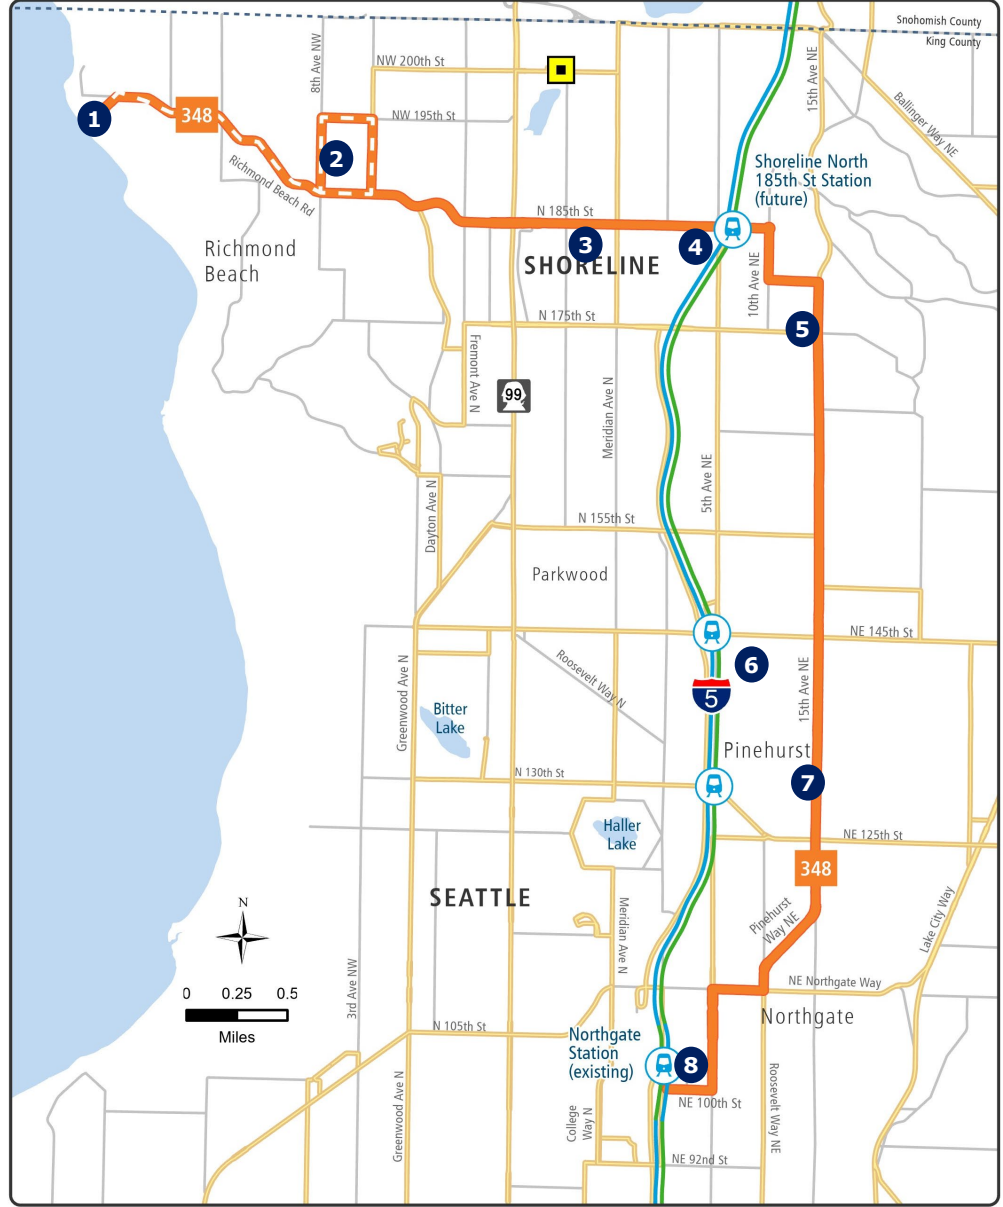 Snohomish County
King County
8th Ave NW
NW 200th St
15th Ave NE
Ballinger Way NE
1
348
NW 195th St
2
Richmond Beach Rd
Shoreline North
185th St Station
(future)
N 185th St
3
4
Richmond
Beach
SHORELINE
10th Ave NE
N 175th St
5
Fremont Ave N
99
Meridian Ave N
5th Ave NE
Dayton Ave N
N 155th St
Parkwood
NE 145th St
Greenwood Ave N
Roosevelt Way N
6
5
15th Ave NE
Bitter
Lake
Pinehurst
N 130th St
7
Haller
Lake
NE 125th St
348
SEATTLE
N
Meridian Ave N
Pinehurst
Way NE
Lake City Way
3rd Ave NW
0 0.25 0.5
Miles
NE Northgate Way
Northgate
N 105th St
Northgate
Station
(existing)
8
Greenwood Ave N
College
Way N
NE 100th St
Roosevelt Way NE
NE 92nd St